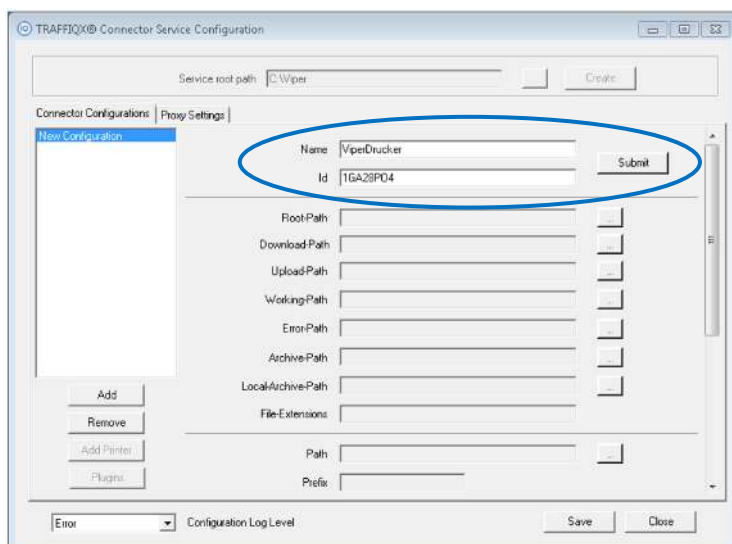 TRAFFIQX® Connector Service Configuration
Service root path C:\Viper Create
Connector Configurations Proxy Settings
New Configuration
Name ViperDrucker
Submit
Id 1GA28PO4
Root-Path ...
Download-Path ...
Upload-Path ...
Working-Path ...
Error-Path ...
Archive-Path ...
Local-Archive-Path ...
File-Extensions
Path ...
Prefix
Add
Remove
Add Printer
Plugins
Error Configuration Log Level Save Close